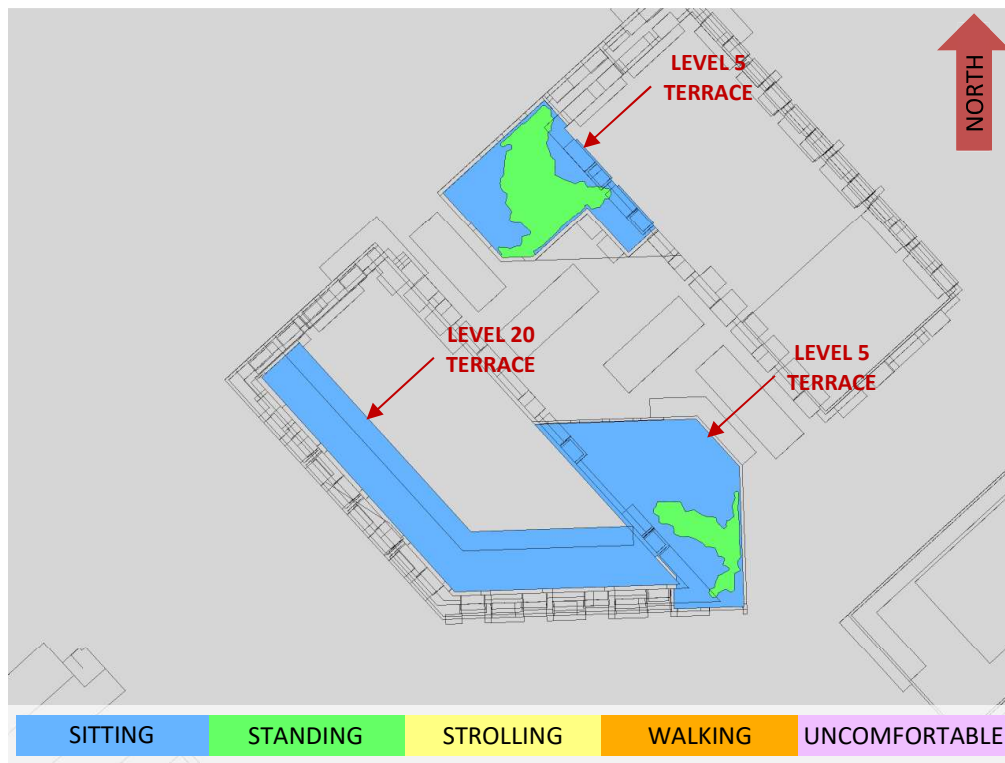 LEVEL 5
TERRACE
NORTH
LEVEL 20
TERRACE
LEVEL 5
TERRACE
SITTING
STANDING
STROLLING
WALKING
UNCOMFORTABLE